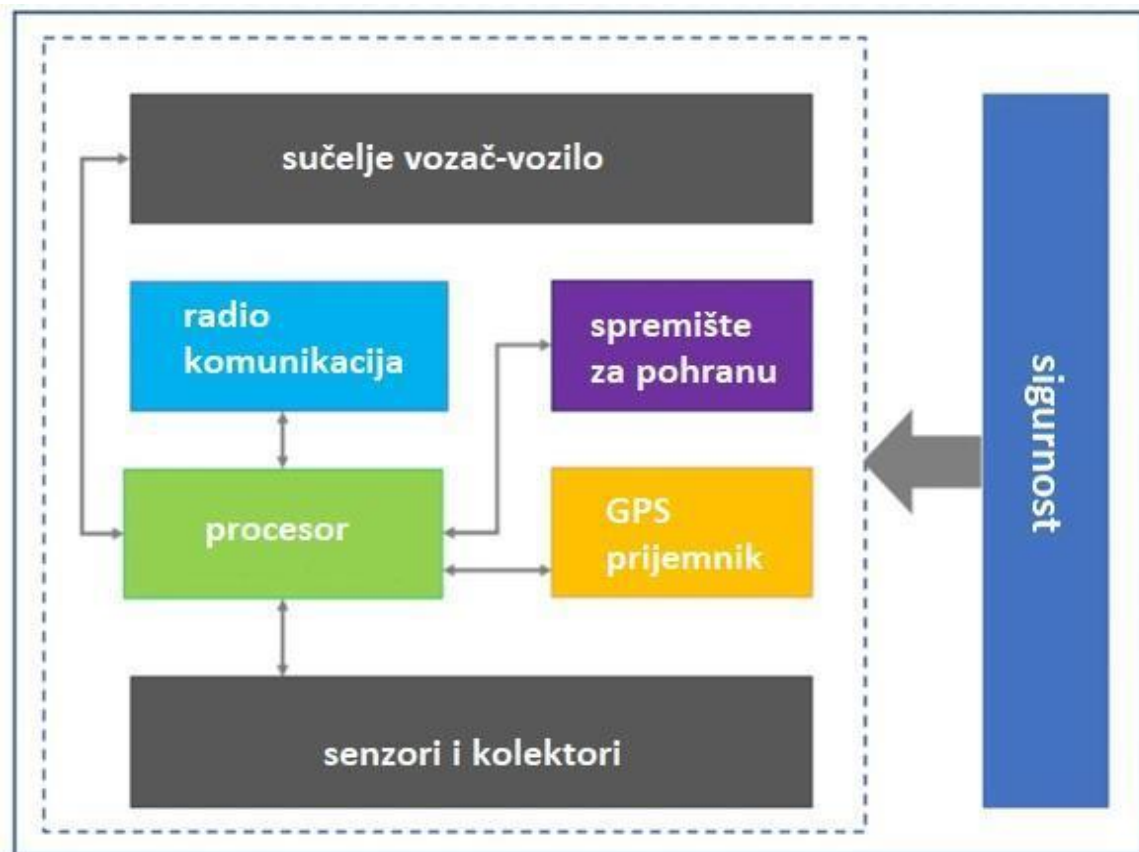 sučelje vozač-vozilo
radio
komunikacija
spremište
za pohranu
procesor
GPS
prijemnik
senzori i kolektori
sigurnost